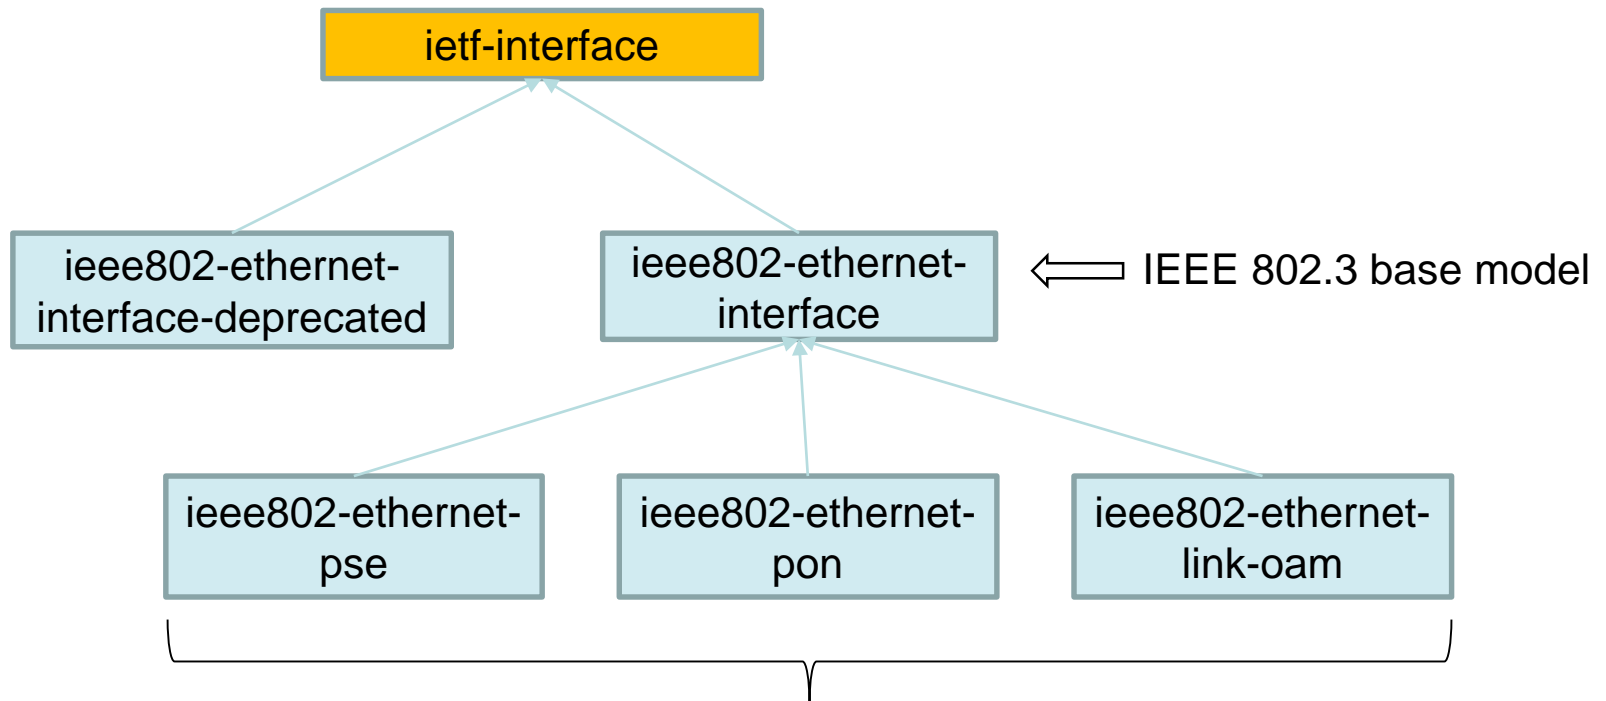 ietf-interface
ieee802-ethernet-
interface-deprecated
ieee802-ethernet-
interface
IEEE 802.3 base model
ieee802-ethernet-
pse
ieee802-ethernet-
pon
ieee802-ethernet-
link-oam